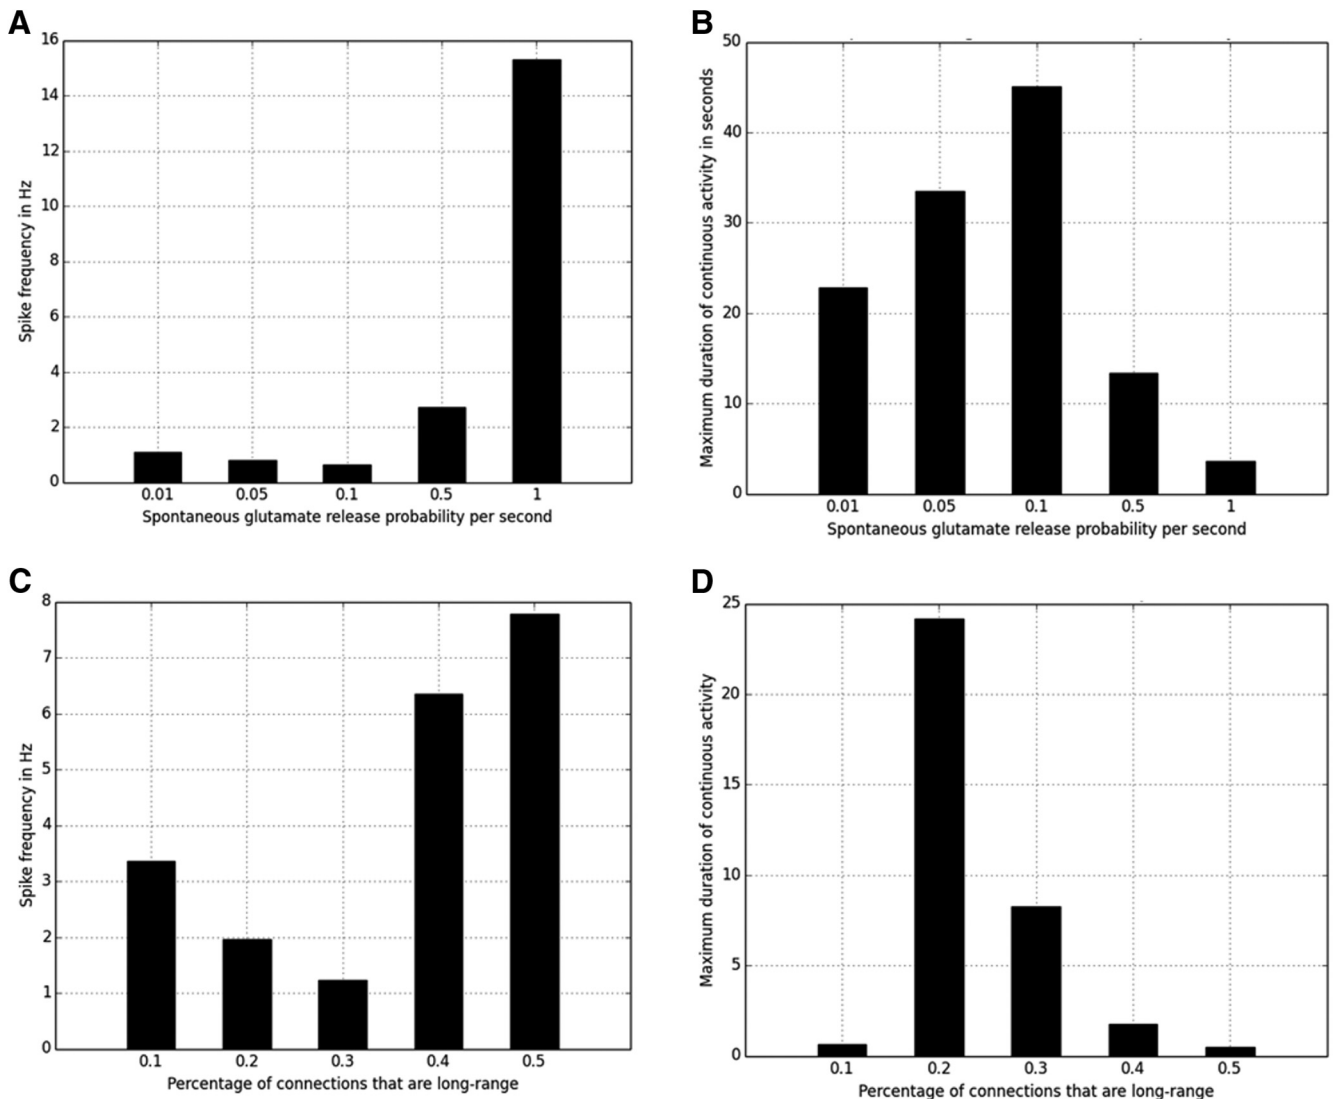 A
16
14
12
10
8
6
4
2
0
Spike frequency in Hz
0.01 0.05 0.1 0.5 1
Spontaneous glutamate release probability per second
B
50
40
30
20
10
0
Maximum duration of continuous activity in seconds
0.01 0.05 0.1 0.5 1
Spontaneous glutamate release probability per second
C
8
7
6
5
4
3
2
1
0
Spike frequency in Hz
0.1 0.2 0.3 0.4 0.5
Percentage of connections that are long-range
D
25
20
15
10
5
0
Maximum duration of continuous activity
0.1 0.2 0.3 0.4 0.5
Percentage of connections that are long-range